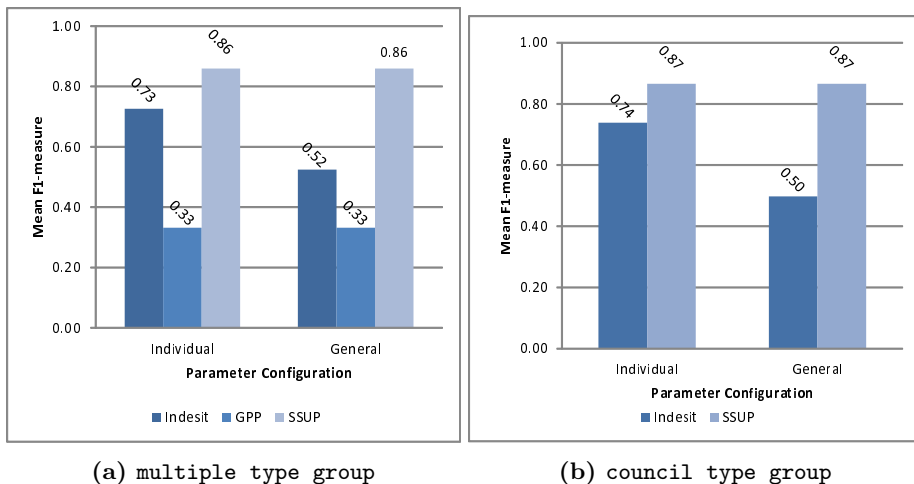 1.00
0.80
0.60
0.40
0.20
0.00
Mean F1-measure
0.73
0.33
0.86
0.52
0.33
0.86
Individual
General
Parameter Configuration
Indesit GPP SSUP
(a) multiple type group
1.00
0.80
0.60
0.40
0.20
0.00
Mean F1-measure
0.74
0.87
0.50
0.87
Individual
General
Parameter Configuration
Indesit SSUP
(b) council type group